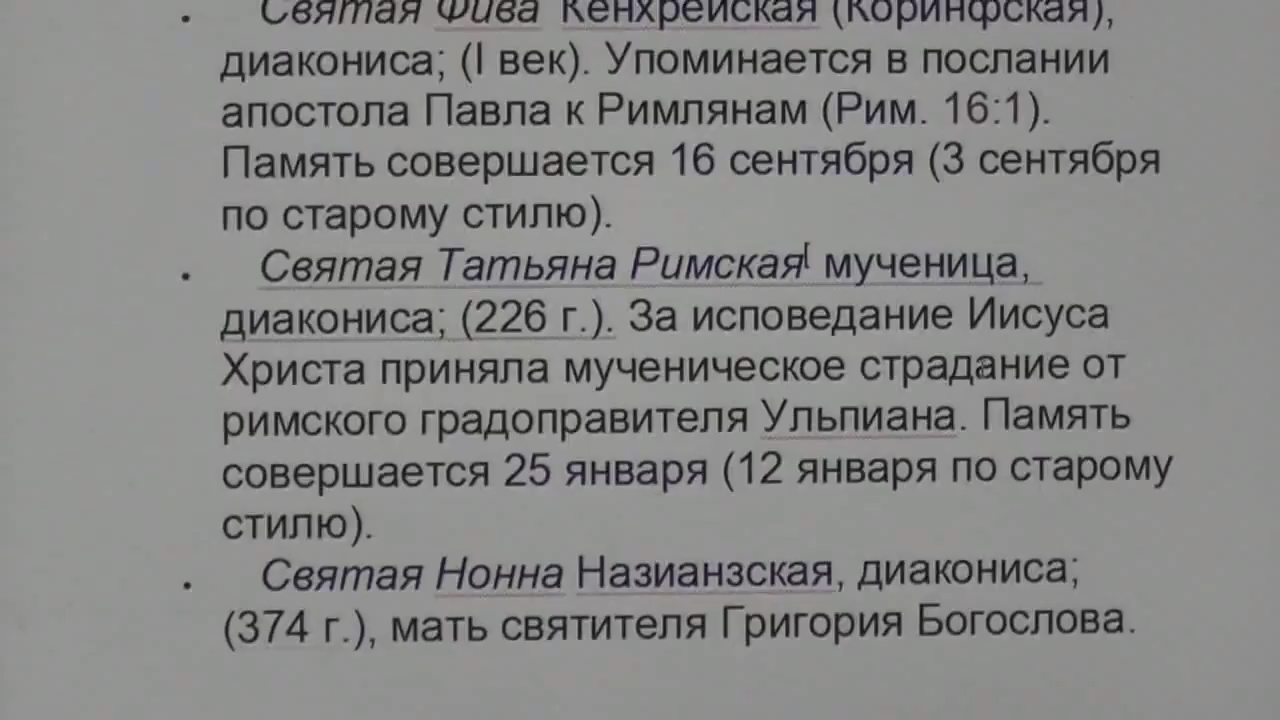 • Святая Фива Кенхрейская (Коринфская),
диакониса; (I век). Упоминается в послании
апостола Павла к Римлянам (Рим. 16:1).
Память совершается 16 сентября (3 сентября
по старому стилю).
• Святая Татьяна Римская[ мученица,
диакониса; (226 г.). За исповедание Иисуса
Христа приняла мученическое страдание от
римского градоправителя Ульпиана. Память
совершается 25 января (12 января по старому
стилю).
• Святая Нонна Назианзская, диакониса;
(374 г.), мать святителя Григория Богослова.